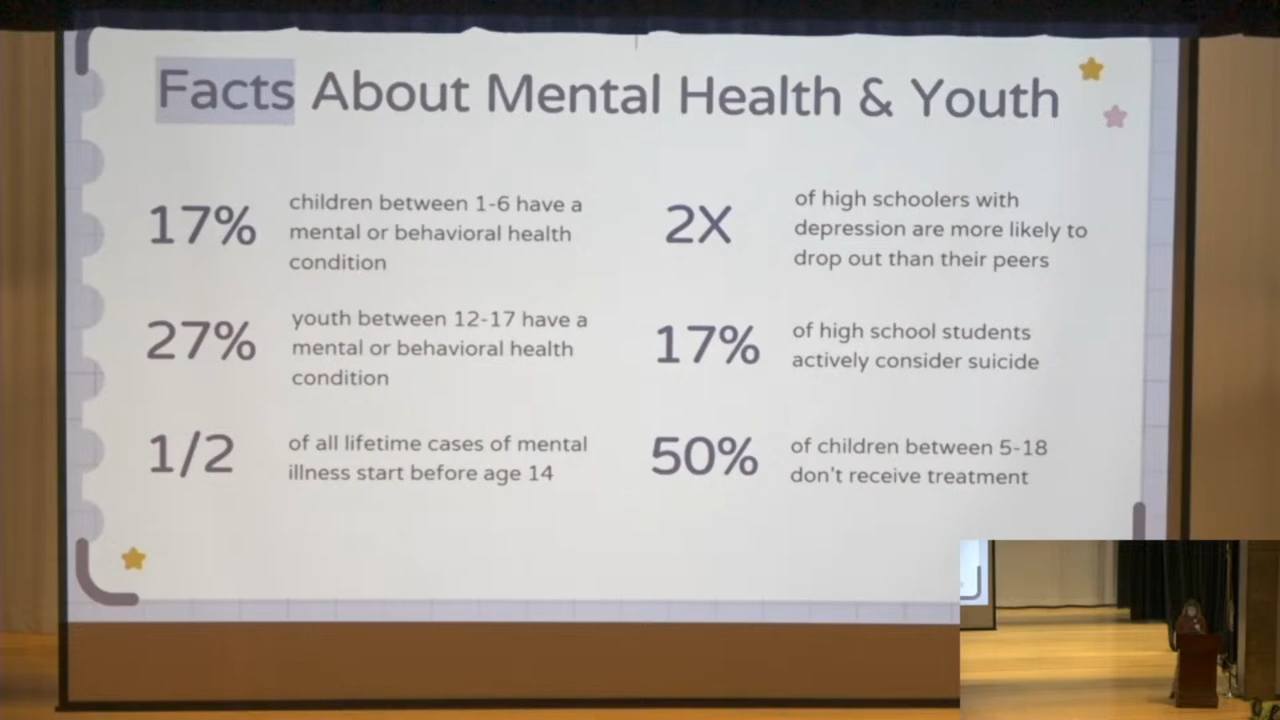 Facts About Mental Health & Youth
17%
children between 1-6 have a
mental or behavioral health
condition
27%
youth between 12-17 have a
mental or behavioral health
condition
1/2
of all lifetime cases of mental
illness start before age 14
2X
of high schoolers with
depression are more likely to
drop out than their peers
17%
of high school students
actively consider suicide
50%
of children between 5-18
don't receive treatment